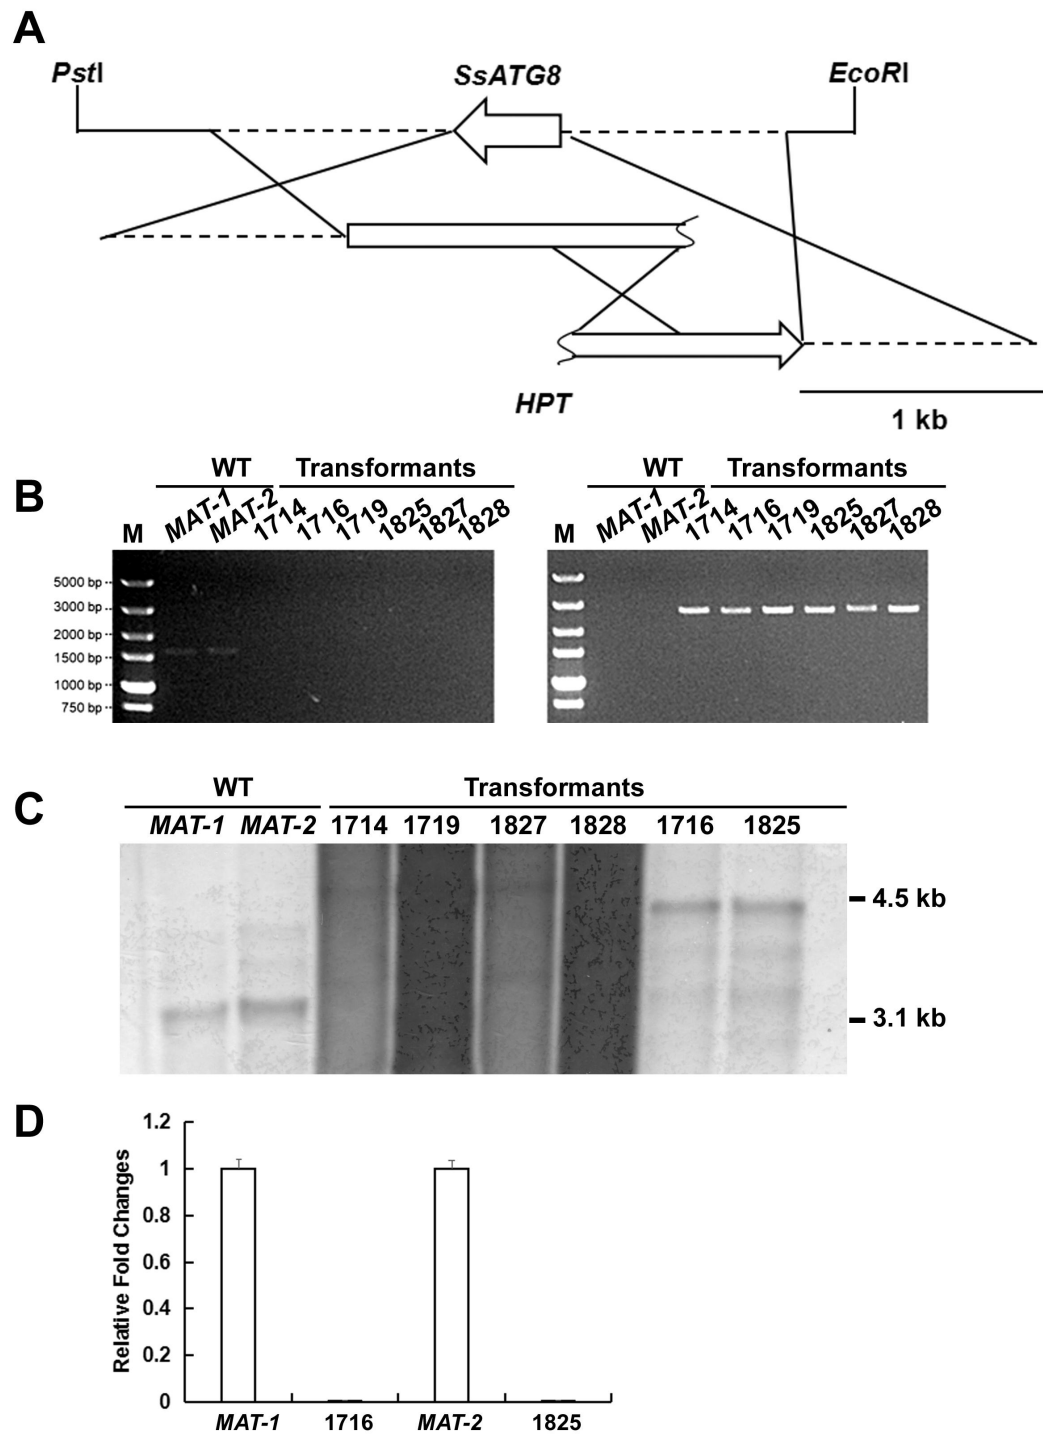 A
PstI SsATG8 EcoRI
HPT
1 kb
B
WT Transformants WT Transformants
M MAT-1 MAT-2 1714 1716 1719 1825 1827 1828 M MAT-1 MAT-2 1714 1716 1719 1825 1827 1828
5000 bp
3000 bp
2000 bp
1500 bp
1000 bp
750 bp
C
WT Transformants
MAT-1 MAT-2 1714 1719 1827 1828 1716 1825
4.5 kb
3.1 kb
D
Relative Fold Changes
1.2
1
0.8
0.6
0.4
0.2
0
MAT-1 1716 MAT-2 1825